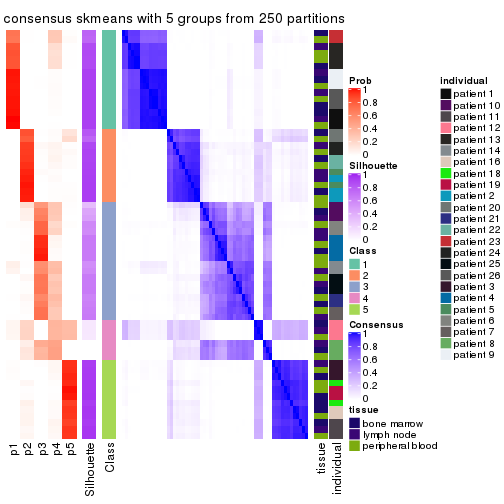 consensus skmeans with 5 groups from 250 partitions
Prob
1
0.8
0.6
0.4
0.2
0
Silhouette
1
0.8
0.6
0.4
0.2
0
Class
1
2
3
4
5
Consensus
1
0.8
0.6
0.4
0.2
0
tissue
bone marrow
lymph node
peripheral blood
individual
patient 1
patient 10
patient 11
patient 12
patient 13
patient 14
patient 16
patient 18
patient 19
patient 2
patient 20
patient 21
patient 22
patient 23
patient 24
patient 25
patient 26
patient 3
patient 4
patient 5
patient 6
patient 7
patient 8
patient 9
p1
p2
p3
p4
p5
Silhouette
Class
tissue
individual